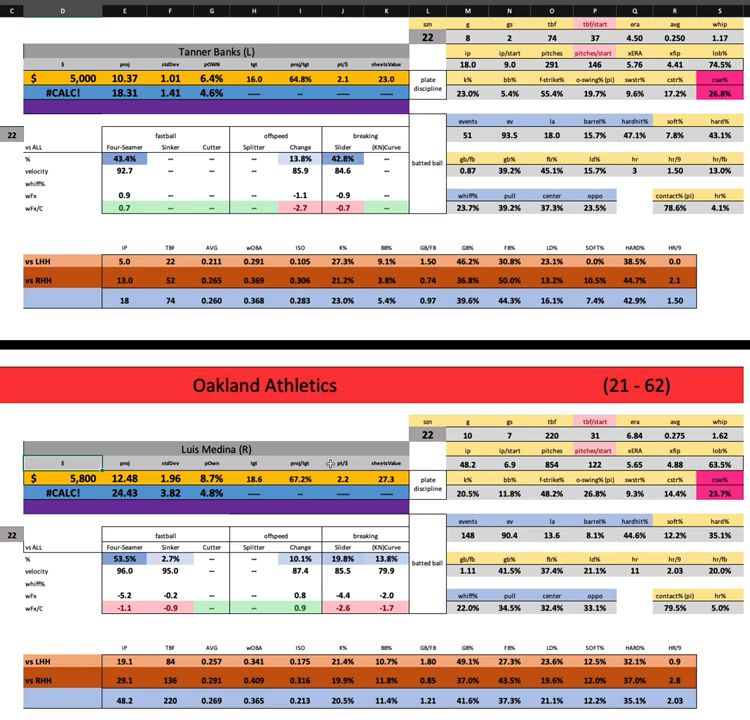 C D E F G H I J K L M N O P Q R S
szn g gs tbf tbf/start era avg whip
22 8 2 74 37 4.50 0.250 1.17
Tanner Banks (L) ip ip/start pitches pitches/start xERA xfip lob%
$ proj stdDev pOWN tgt proj/tgt pt/$ sheetsValue 18.0 9.0 291 146 5.76 4.41 74.5%
$ 5,000 10.37 1.01 6.4% 16.0 64.8% 2.1 23.0 plate discipline k% bb% f-strike% o-swing% (pi) swstr% cstr% csw%
#CALC! 18.31 1.41 4.6% ---- -- ---- ---- 23.0% 5.4% 55.4% 19.7% 9.6% 17.2% 26.8%
events ev la barrel% hardhit% soft% hard%
22 fastball offspeed breaking 51 93.5 18.0 15.7% 47.1% 7.8% 43.1%
vs ALL Four-Seamer Sinker Cutter Splitter Change Slider (KN)Curve
% 43.4% -- -- -- 13.8% 42.8% -- batted ball gb/fb gb% fb% ld% hr hr/9 hr/fb
velocity 92.7 -- -- -- 85.9 84.6 -- 0.87 39.2% 45.1% 15.7% 3 1.50 13.0%
whiff%
wFx 0.9 -- -- -- -1.1 -0.9 -- whiff% pull center oppo contact% (pi) hr%
wFx/C 0.7 -- -- -- -2.7 -0.7 -- 23.7% 39.2% 37.3% 23.5% 78.6% 4.1%
IP TBF AVG wOBA ISO K% BB% GB/FB GB% FB% LD% SOFT% HARD% HR/9
vs LHH 5.0 22 0.211 0.291 0.105 27.3% 9.1% 1.50 46.2% 30.8% 23.1% 0.0% 38.5% 0.0
vs RHH 13.0 52 0.265 0.369 0.306 21.2% 3.8% 0.74 36.8% 50.0% 13.2% 10.5% 44.7% 2.1
18 74 0.260 0.368 0.283 23.0% 5.4% 0.97 39.6% 44.3% 16.1% 7.4% 42.9% 1.50
Oakland Athletics (21 - 62)
szn g gs tbf tbf/start era avg whip
22 10 7 220 31 6.84 0.275 1.62
Luis Medina (R) ip ip/start pitches pitches/start xERA xfip lob%
$ proj stdDev pOwn tgt proj/tgt pt/$ sheetsValue 48.2 6.9 854 122 5.65 4.88 63.5%
$ 5,800 12.48 1.96 8.7% 18.6 67.2% 2.2 27.3 plate discipline k% bb% f-strike% o-swing% (pi) swstr% cstr% csw%
#CALC! 24.43 3.82 4.8% ---- -- ---- ---- 20.5% 11.8% 48.2% 26.8% 9.3% 14.4% 23.7%
events ev la barrel% hardhit% soft% hard%
22 fastball offspeed breaking 148 90.4 13.6 8.1% 44.6% 12.2% 35.1%
vs ALL Four-Seamer Sinker Cutter Splitter Change Slider (KN)Curve
% 53.5% 2.7% -- -- 10.1% 19.8% 13.8% batted ball gb/fb gb% fb% ld% hr hr/9 hr/fb
velocity 96.0 95.0 -- -- 87.4 85.5 79.9 1.11 41.5% 37.4% 21.1% 11 2.03 20.0%
whiff%
wFx -5.2 -0.2 -- -- 0.8 -4.4 -2.0 whiff% pull center oppo contact% (pi) hr%
wFx/C -1.1 -0.9 -- -- 0.9 -2.6 -1.7 22.0% 34.5% 32.4% 33.1% 79.5% 5.0%
IP TBF AVG wOBA ISO K% BB% GB/FB GB% FB% LD% SOFT% HARD% HR/9
vs LHH 19.1 84 0.257 0.341 0.175 21.4% 10.7% 1.80 49.1% 27.3% 23.6% 12.5% 32.1% 0.9
vs RHH 29.1 136 0.291 0.409 0.316 19.9% 11.8% 0.85 37.0% 43.5% 19.6% 12.0% 37.0% 2.8
48.2 220 0.269 0.365 0.213 20.5% 11.4% 1.21 41.6% 37.3% 21.1% 12.2% 35.1% 2.03